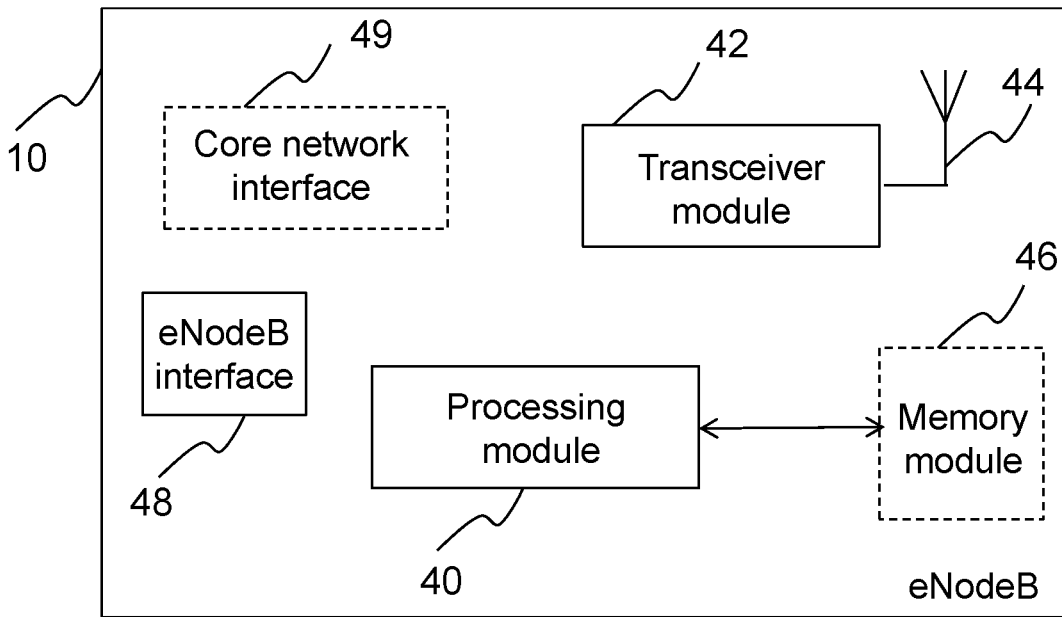 49
42
44
10
Core network
interface
Transceiver
module
46
eNodeB
interface
Processing
module
Memory
module
48
40
eNodeB